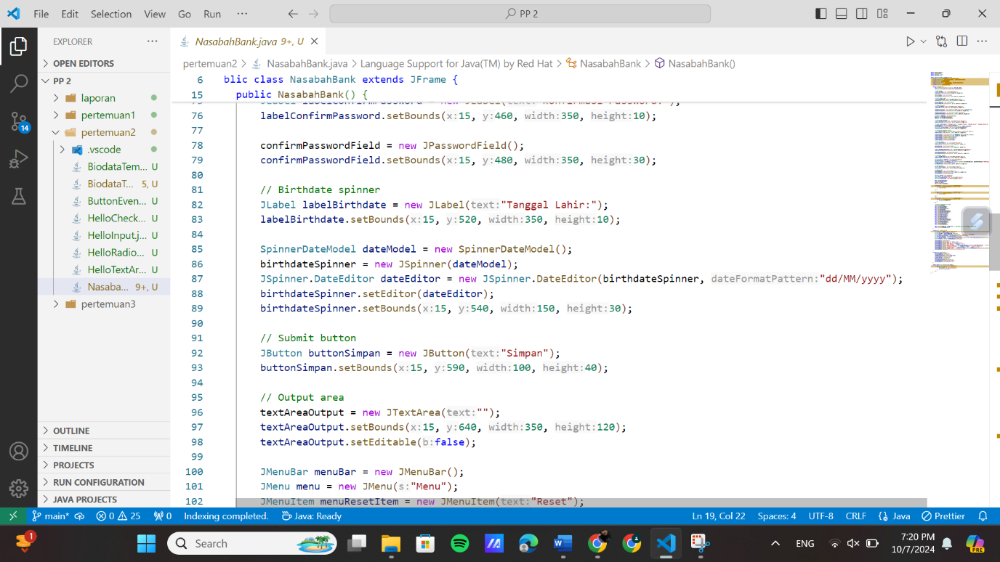 File Edit Selection View Go Run ··· PP 2
EXPLORER ···
OPEN EDITORS
PP 2
laporan
pertemuan1
pertemuan2
.vscode
BiodataTem... U
BiodataT... 5, U
ButtonEven... U
HelloCheck... U
HelloInput.j... U
HelloRadio... U
HelloTextAr... U
Nasaba... 9+, U
pertemuan3
OUTLINE
TIMELINE
PROJECTS
RUN CONFIGURATION
JAVA PROJECTS
14
NasabahBank.java 9+, U
pertemuan2 > NasabahBank.java > Language Support for Java(TM) by Red Hat > NasabahBank > NasabahBank()
6 blic class NasabahBank extends JFrame {
15 public NasabahBank() {
76 labelConfirmPassword.setBounds(x:15, y:460, width:350, height:10);
77
78 confirmPasswordField = new JPasswordField();
79 confirmPasswordField.setBounds(x:15, y:480, width:350, height:30);
80
81 // Birthdate spinner
82 JLabel labelBirthdate = new JLabel(text:"Tanggal Lahir:");
83 labelBirthdate.setBounds(x:15, y:520, width:350, height:10);
84
85 SpinnerDateModel dateModel = new SpinnerDateModel();
86 birthdateSpinner = new JSpinner(dateModel);
87 JSpinner.DateEditor dateEditor = new JSpinner.DateEditor(birthdateSpinner, dateFormatPattern:"dd/MM/yyyy");
88 birthdateSpinner.setEditor(dateEditor);
89 birthdateSpinner.setBounds(x:15, y:540, width:150, height:30);
90
91 // Submit button
92 JButton buttonSimpan = new JButton(text:"Simpan");
93 buttonSimpan.setBounds(x:15, y:590, width:100, height:40);
94
95 // Output area
96 textAreaOutput = new JTextArea(text:"");
97 textAreaOutput.setBounds(x:15, y:640, width:350, height:120);
98 textAreaOutput.setEditable(b:false);
99
100 JMenuBar menuBar = new JMenuBar();
101 JMenu menu = new JMenu(s:"Menu");
102 JMenuItem menuResetItem = new JMenuItem(text:"Reset");
main* 0 25 0 Indexing completed. Java: Ready Ln 19, Col 22 Spaces: 4 UTF-8 CRLF Java Prettier
1 Search ENG 7:20 PM
10/7/2024
PRE